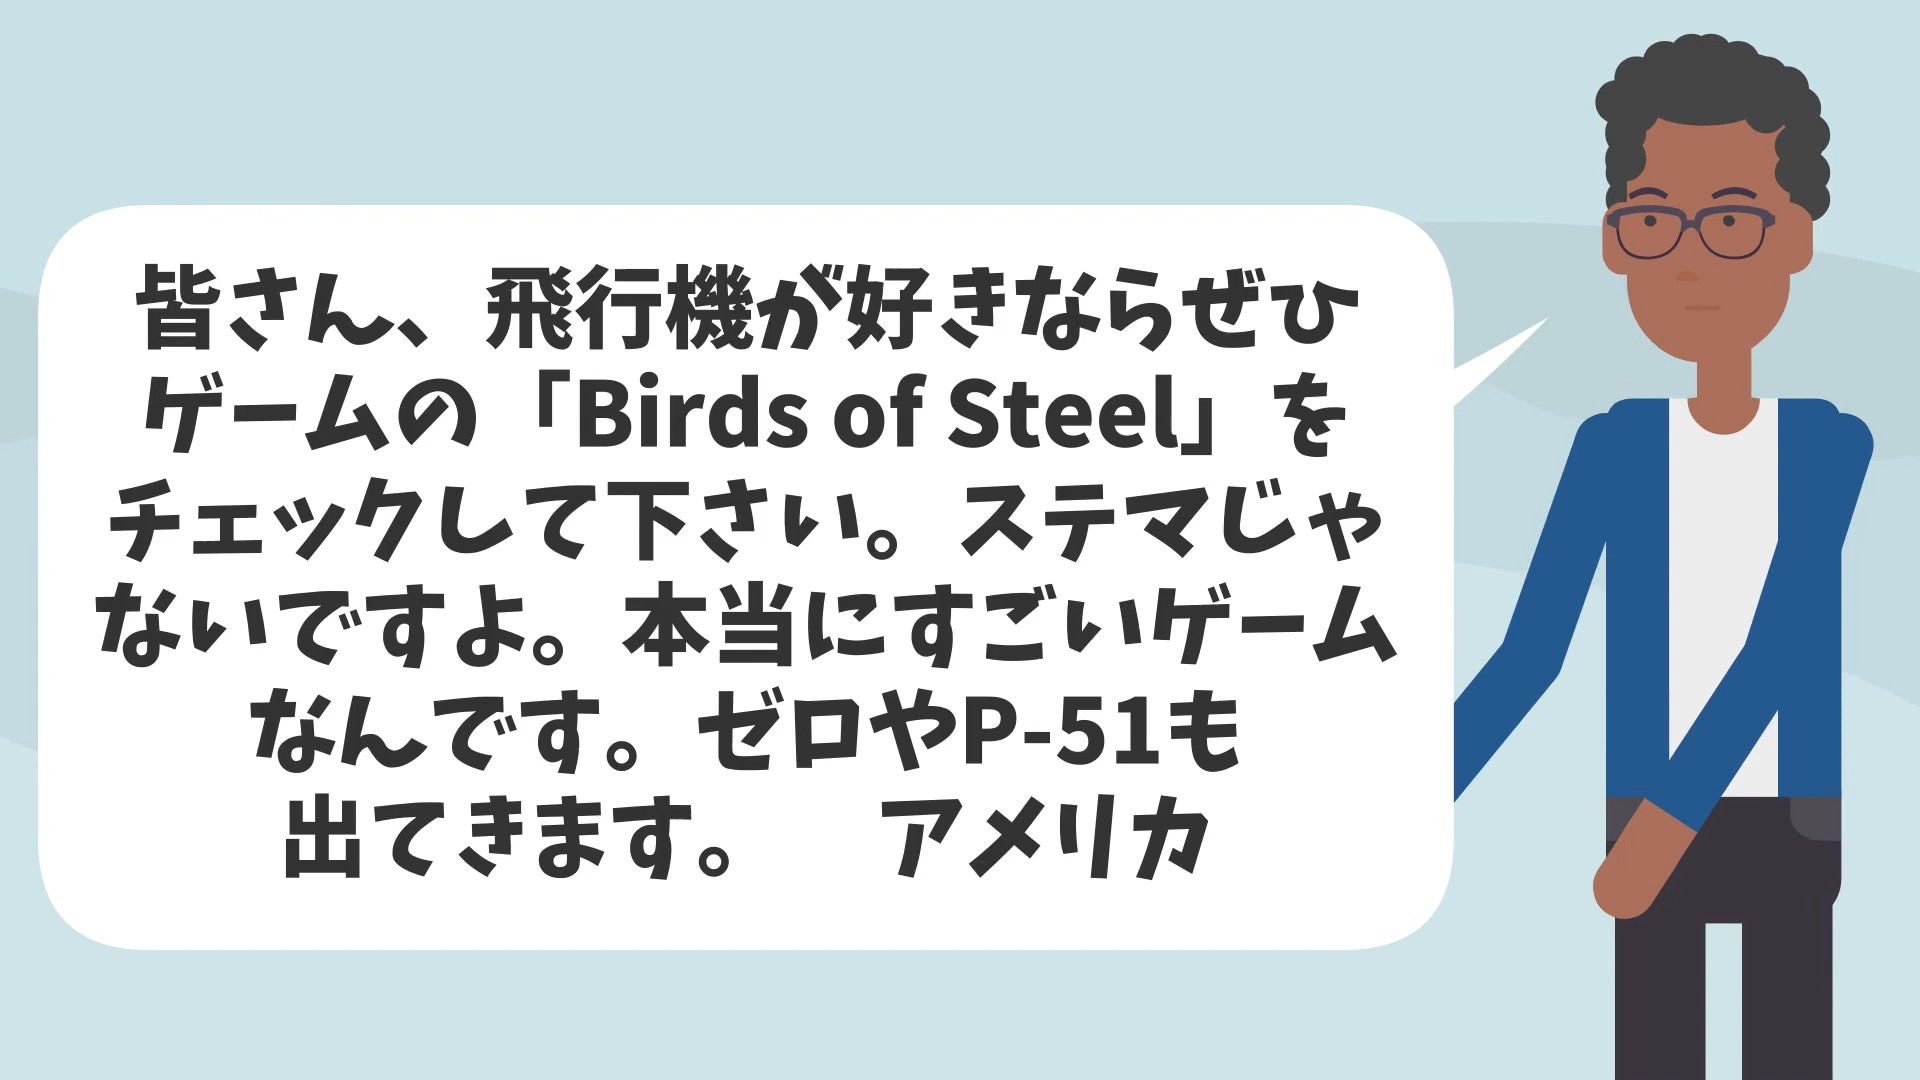 皆さん、飛行機が好きならぜひ
ゲームの「Birds of Steel」を
チェックして下さい。ステマじゃ
ないですよ。本当にすごいゲーム
なんです。ゼロやP-51も
出てきます。　アメリカ